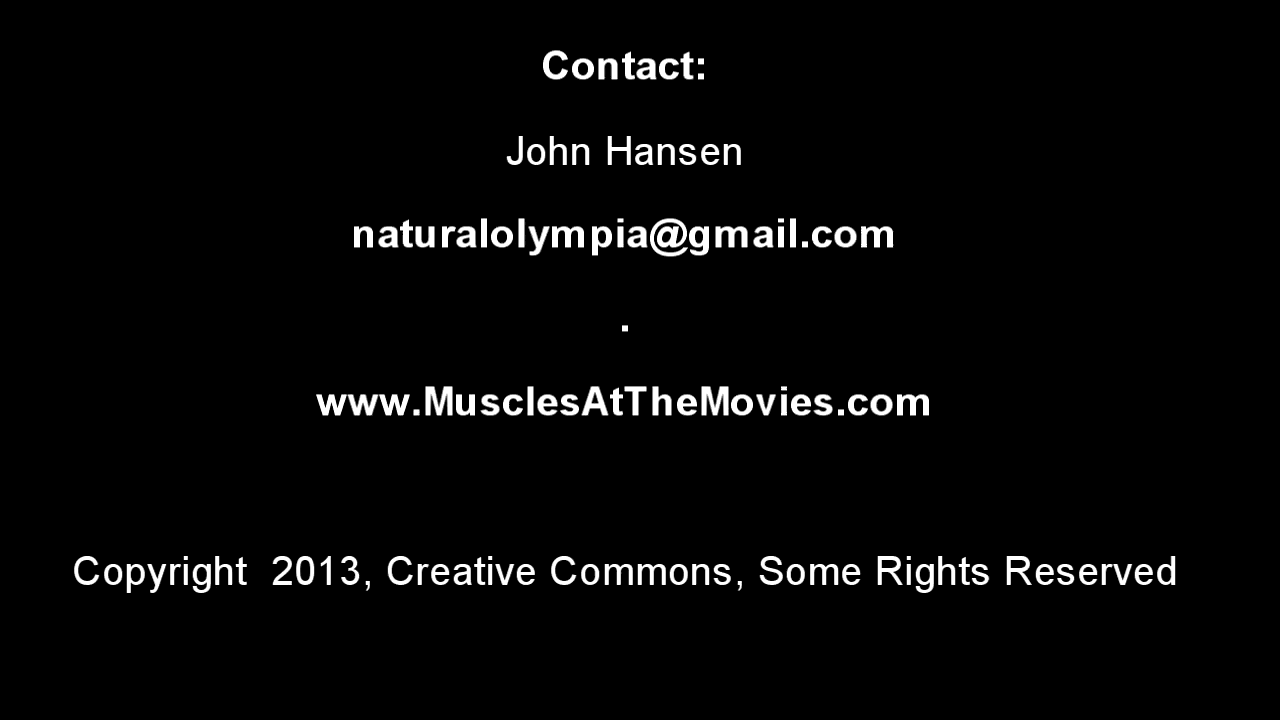 Contact:
John Hansen
naturalolympia@gmail.com
.
www.MusclesAtTheMovies.com
Copyright  2013, Creative Commons, Some Rights Reserved